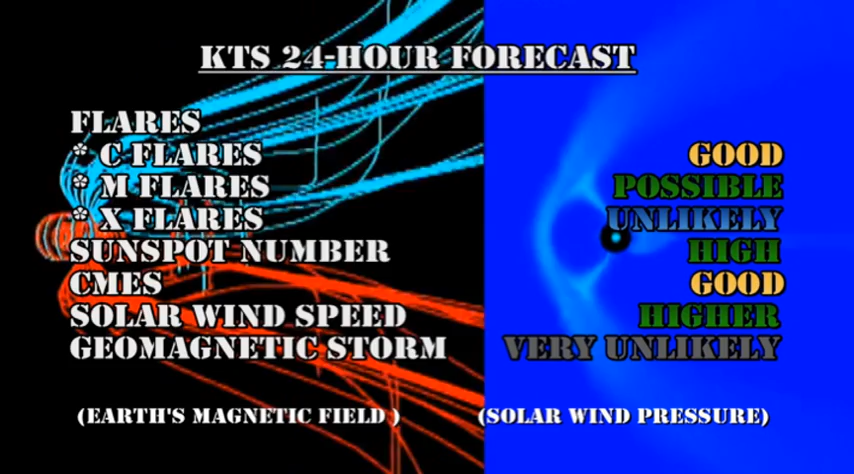 KTS 24-HOUR FORECAST
FLARES
* C FLARES GOOD
* M FLARES POSSIBLE
* X FLARES UNLIKELY
SUNSPOT NUMBER HIGH
CMES GOOD
SOLAR WIND SPEED HIGHER
GEOMAGNETIC STORM VERY UNLIKELY
(EARTH'S MAGNETIC FIELD ) (SOLAR WIND PRESSURE)